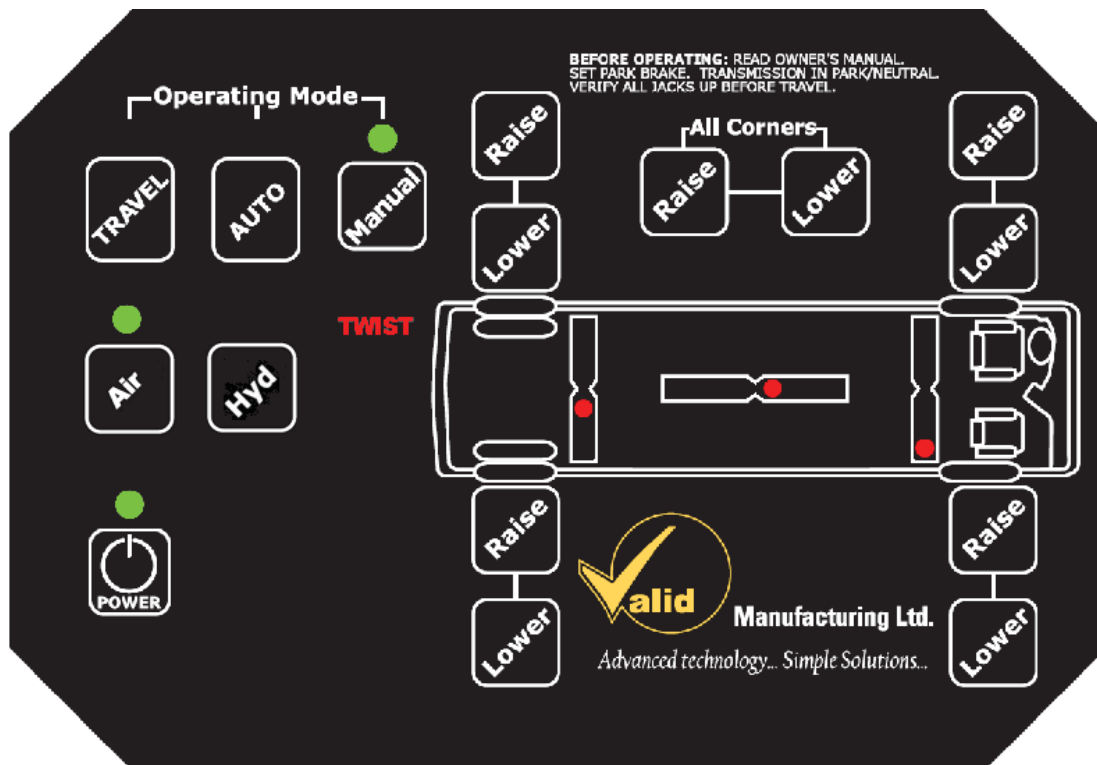 BEFORE OPERATING: READ OWNER'S MANUAL.
SET PARK BRAKE. TRANSMISSION IN PARK/NEUTRAL.
VERIFY ALL JACKS UP BEFORE TRAVEL.
Operating Mode
TRAVEL
AUTO
Manual
Raise
Lower
All Corners
Raise
Lower
Raise
Lower
Air
Hyd
TWIST
POWER
Raise
Lower
Valid
Manufacturing Ltd.
Advanced technology... Simple Solutions...
Raise
Lower